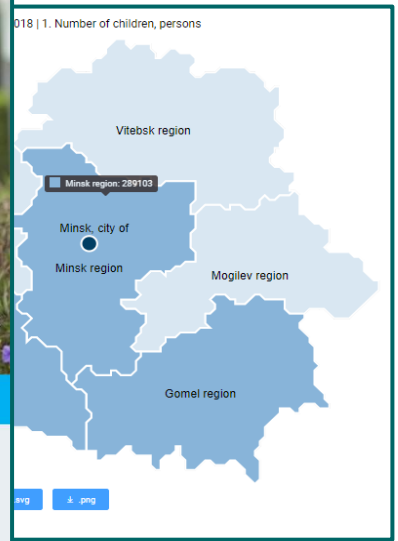 018 | 1. Number of children, persons
Vitebsk region
Minsk region: 289103
Minsk, city of
Minsk region
Mogilev region
Gomel region
.svg
.png